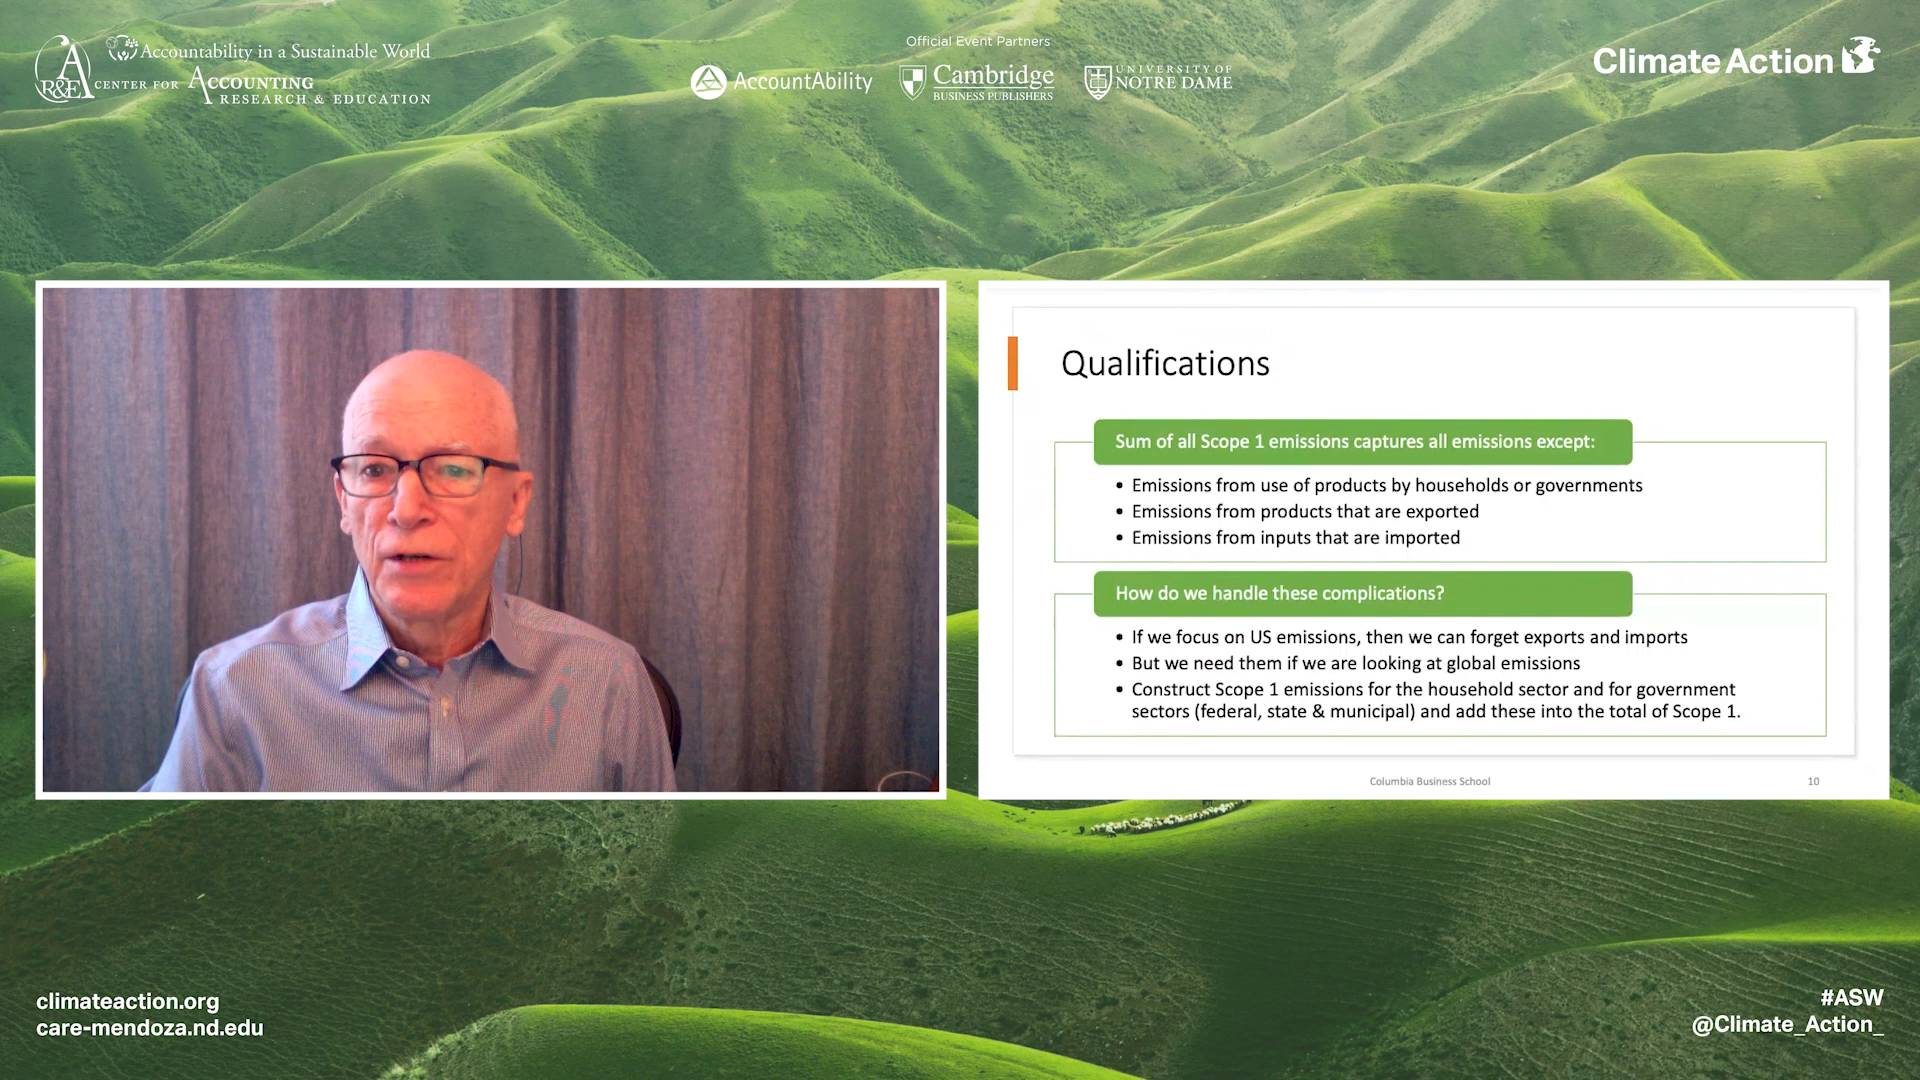 Accountability in a Sustainable World
CARE
CENTER FOR ACCOUNTING
RESEARCH & EDUCATION
Official Event Partners
AccountAbility
Cambridge
BUSINESS PUBLISHERS
UNIVERSITY OF
NOTRE DAME
Climate Action
Qualifications
Sum of all Scope 1 emissions captures all emissions except:
• Emissions from use of products by households or governments
• Emissions from products that are exported
• Emissions from inputs that are imported
How do we handle these complications?
• If we focus on US emissions, then we can forget exports and imports
• But we need them if we are looking at global emissions
• Construct Scope 1 emissions for the household sector and for government
sectors (federal, state & municipal) and add these into the total of Scope 1.
Columbia Business School
10
climateaction.org
care-mendoza.nd.edu
#ASW
@Climate_Action_